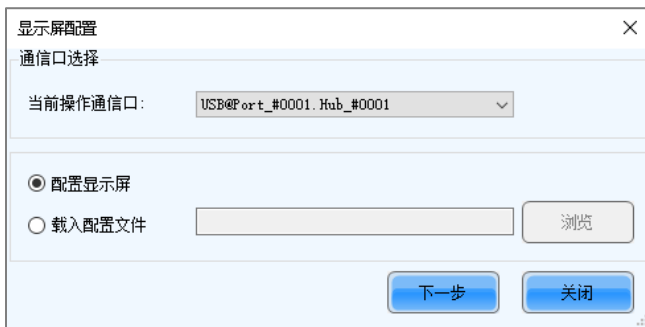 显示屏配置
通信口选择
当前操作通信口: USB@Port_#0001.Hub_#0001
配置显示屏
载入配置文件 浏览
下一步 关闭